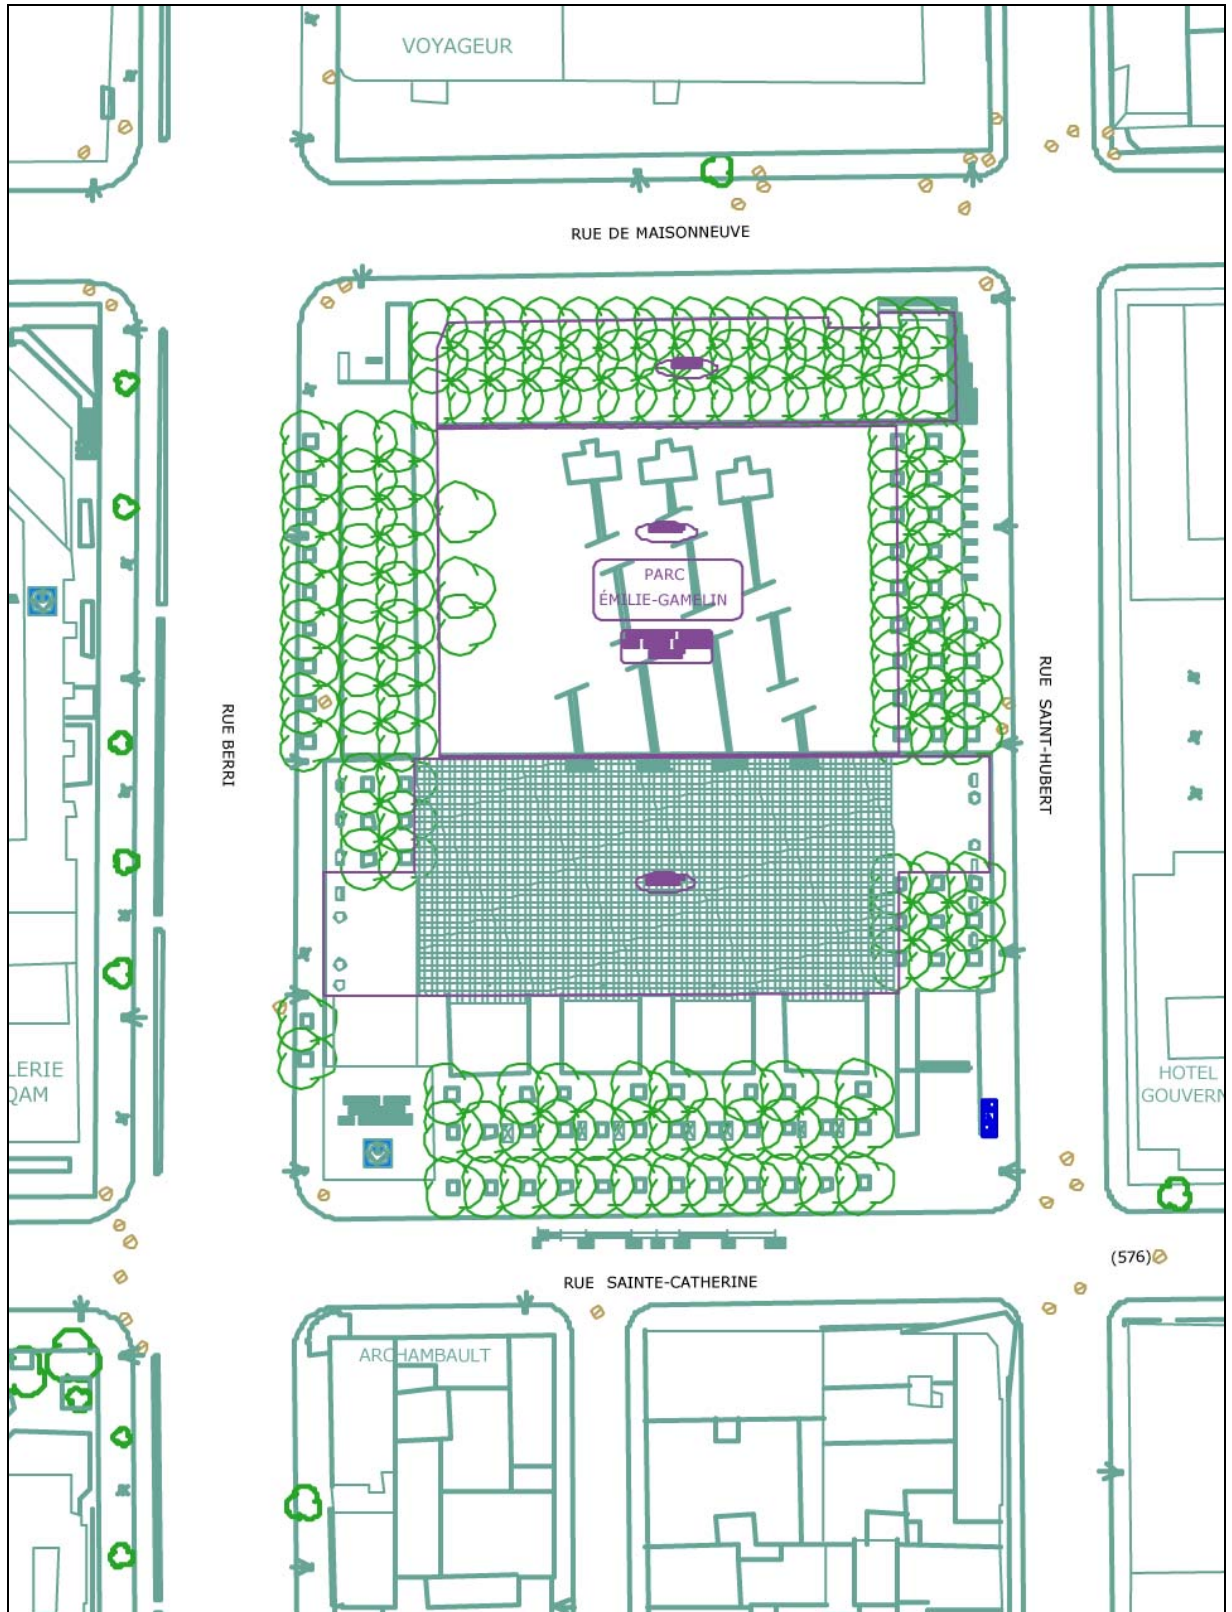 VOYAGEUR
RUE DE MAISONNEUVE
PARC
ÉMILIE-GAMELIN
RUE BERRI
RUE SAINT-HUBERT
LERIE
QAM
HOTEL
GOUVERN
(576)
RUE SAINTE-CATHERINE
ARCHAMBAULT